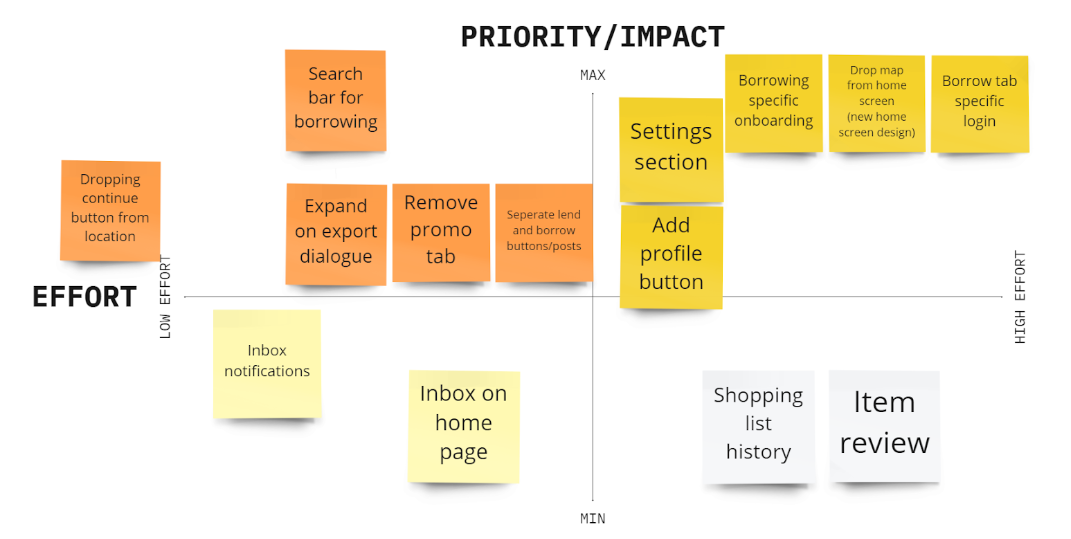 PRIORITY/IMPACT
MAX
Search
bar for
borrowing
Borrowing
specific
onboarding
Drop map
from home
screen
(new home
screen design)
Borrow tab
specific
login
Settings
section
Dropping
continue
button from
location
Expand
on export
dialogue
Remove
promo
tab
Seperate lend
and borrow
buttons/posts
Add
profile
button
EFFORT
LOW EFFORT
HIGH EFFORT
Inbox
notifications
Inbox on
home
page
Shopping
list
history
Item
review
MIN